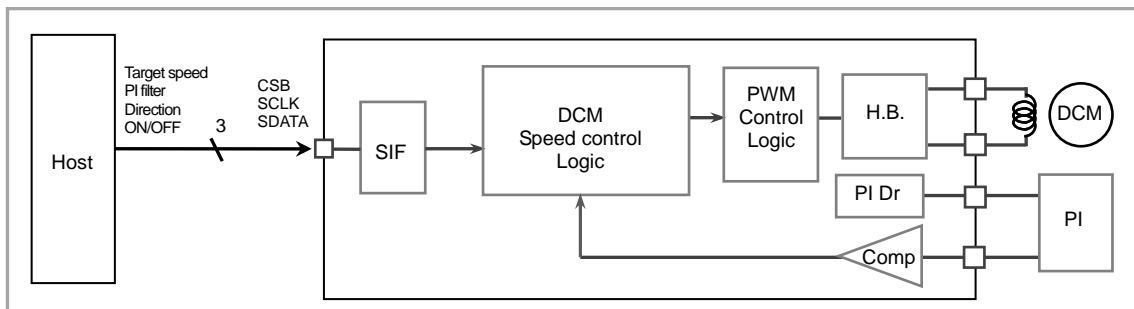 Host
Target speed
PI filter
Direction
ON/OFF
3
CSB
SCLK
SDATA
SIF
DCM
Speed control
Logic
PWM
Control
Logic
H.B.
DCM
PI Dr
PI
Comp